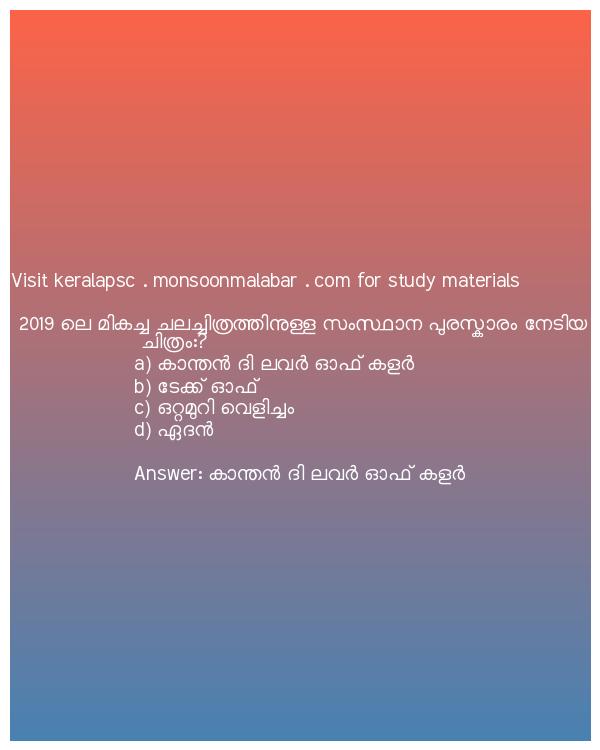 Visit keralapsc . monsoonmalabar . com for study materials
2019 ലെ മികച്ച ചലച്ചിത്രത്തിനുള്ള സംസ്ഥാന പുരസ്കാരം നേടിയ
ചിത്രം:?
a) കാന്തൻ ദി ലവർ ഓഫ് കളർ
b) ടേക്ക് ഓഫ്
c) ഒറ്റമുറി വെളിച്ചം
d) ഏദൻ
Answer: കാന്തൻ ദി ലവർ ഓഫ് കളർ